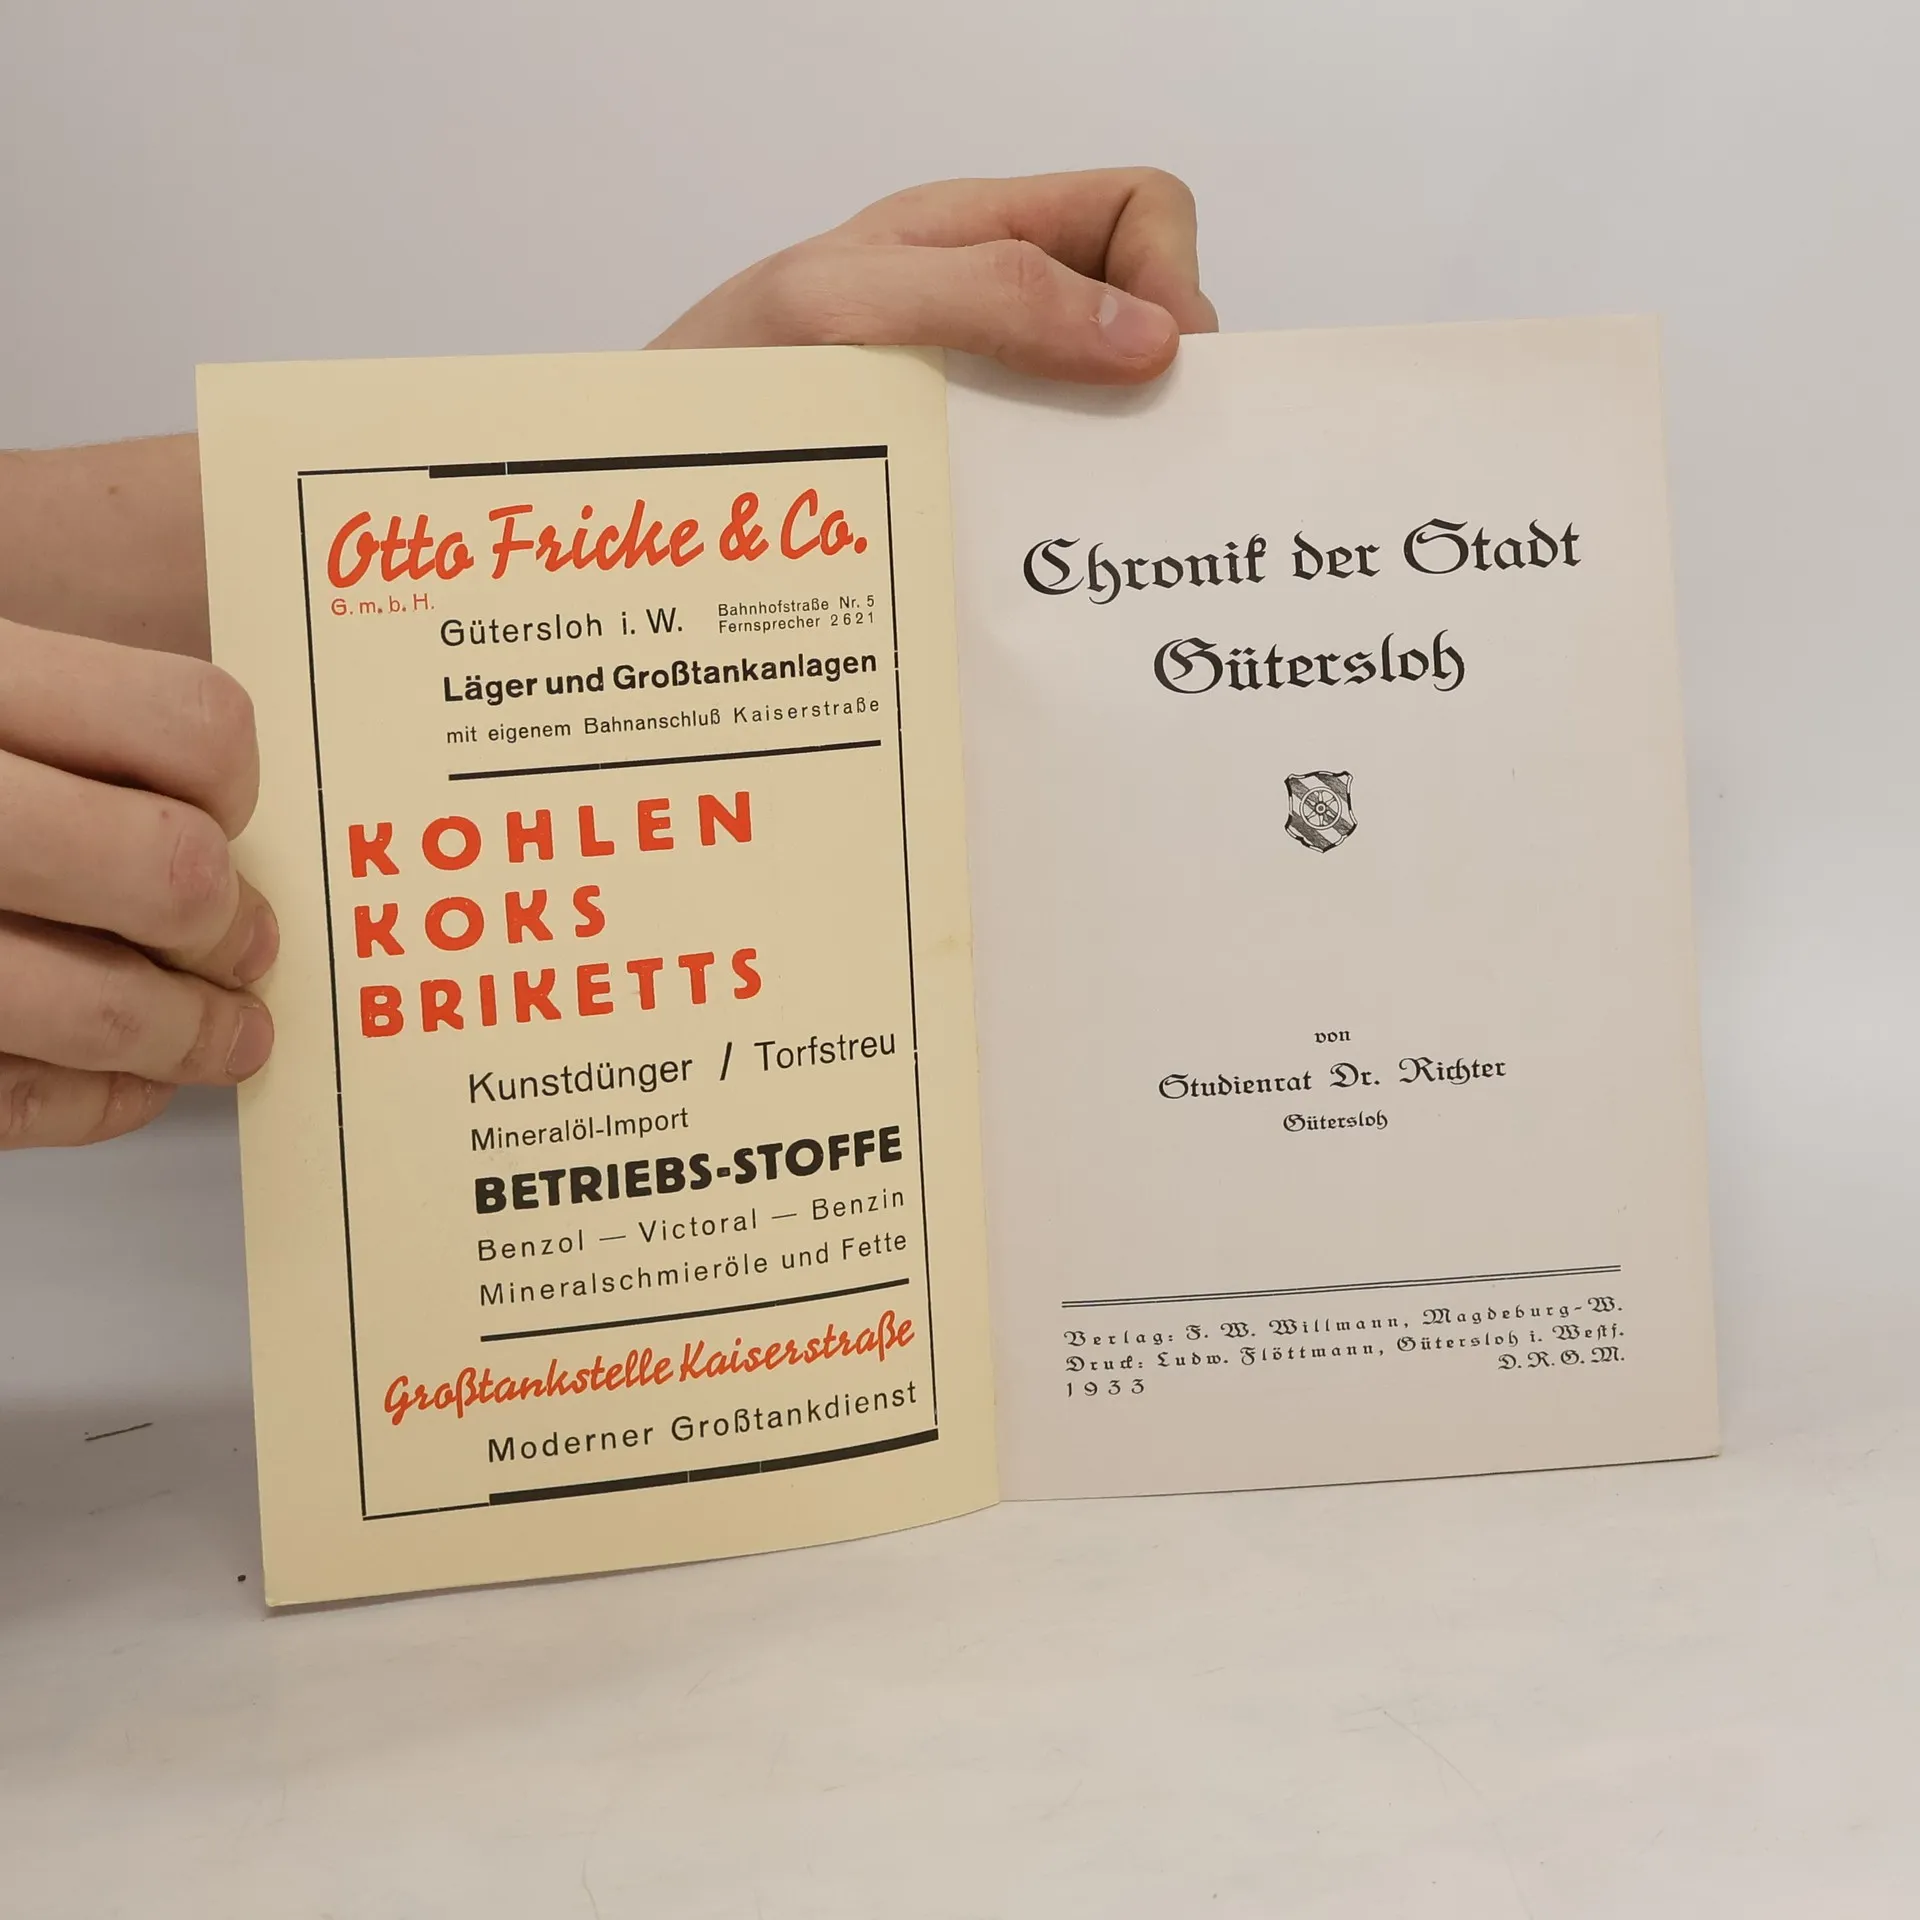 Otto Fricke & Co.
G. m. b. H.
Gütersloh i. W.
Bahnhofstraße Nr. 5
Fernsprecher 2621
Läger und Großtankanlagen
mit eigenem Bahnanschluß Kaiserstraße
KOHLEN
KOKS
BRIKETTS
Kunstdünger / Torfstreu
Mineralöl-Import
BETRIEBS-STOFFE
Benzol — Victoral — Benzin
Mineralschmieröle und Fette
Großtankstelle Kaiserstraße
Moderner Großtankdienst
Chronik der Stadt
Gütersloh
von
Studienrat Dr. Richter
Gütersloh
Verlag: F. W. Willmann, Magdeburg-W.
Druck: Ludw. Flöttmann, Gütersloh i. Westf.
1933
D. R. G. M.